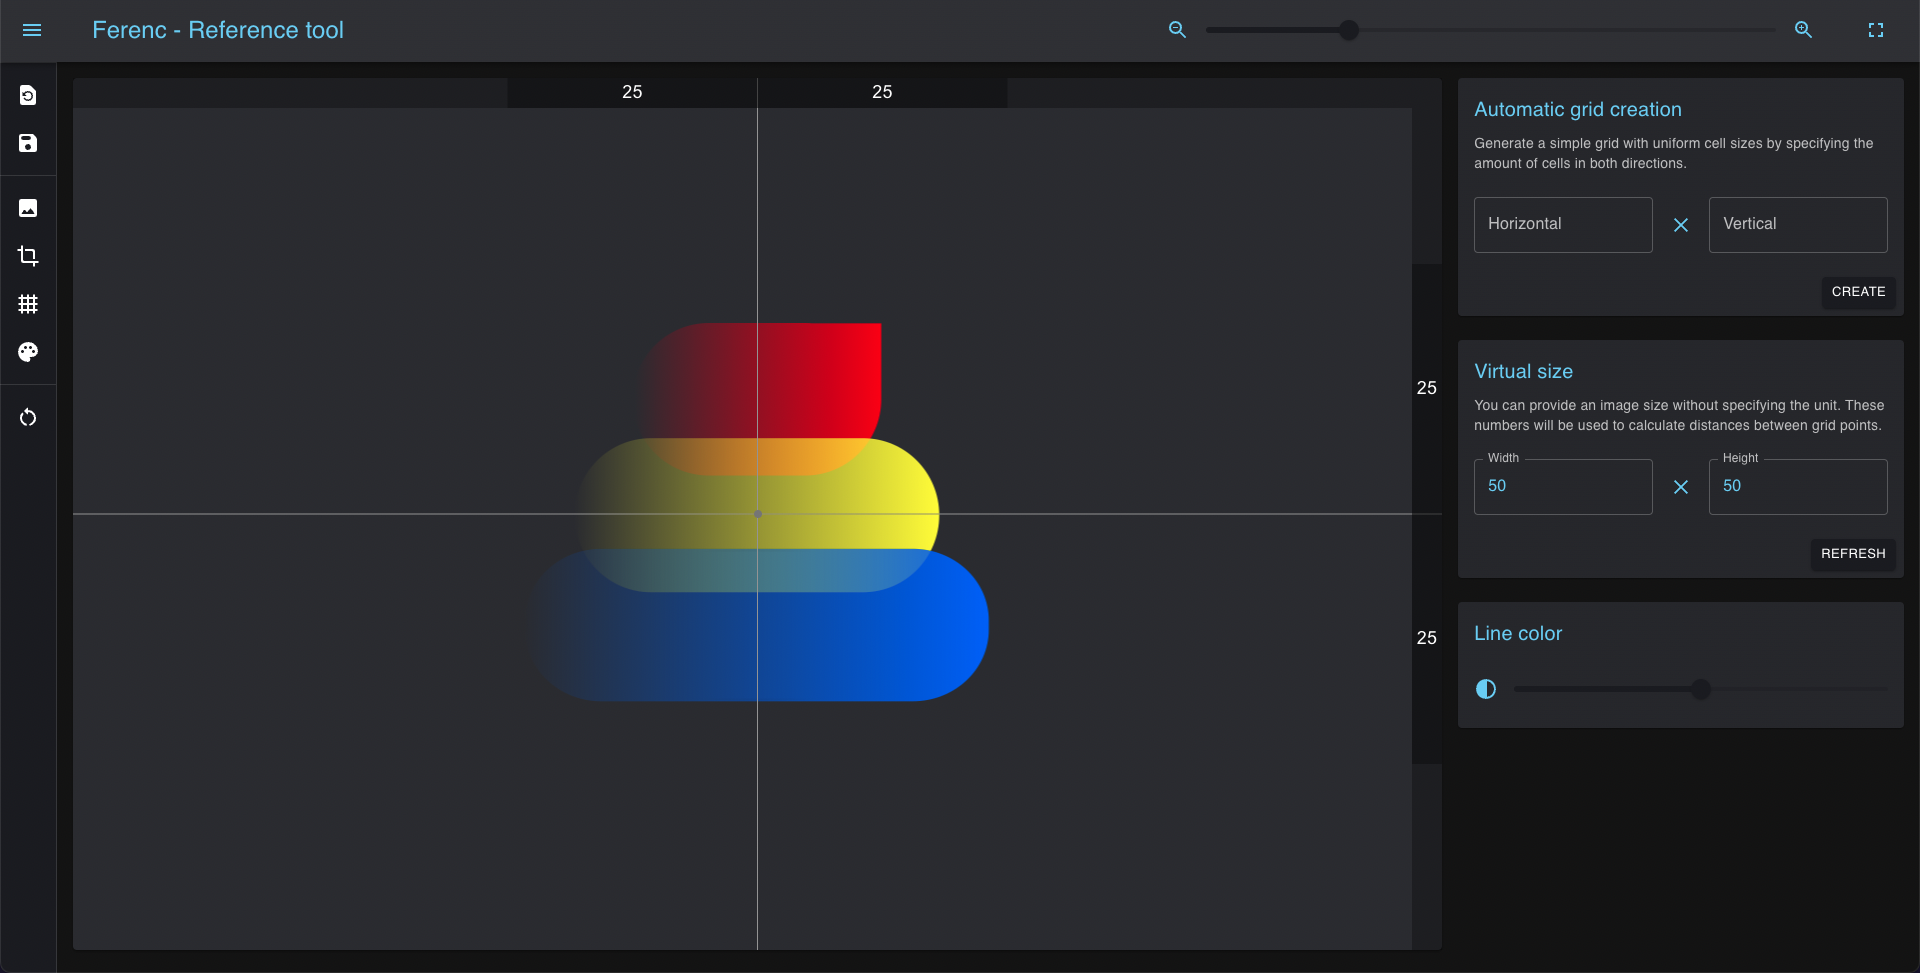 Ferenc - Reference tool
25
25
25
25
Automatic grid creation
Generate a simple grid with uniform cell sizes by specifying the
amount of cells in both directions.
Horizontal
Vertical
CREATE
Virtual size
You can provide an image size without specifying the unit. These
numbers will be used to calculate distances between grid points.
Width
Height
50
50
REFRESH
Line color